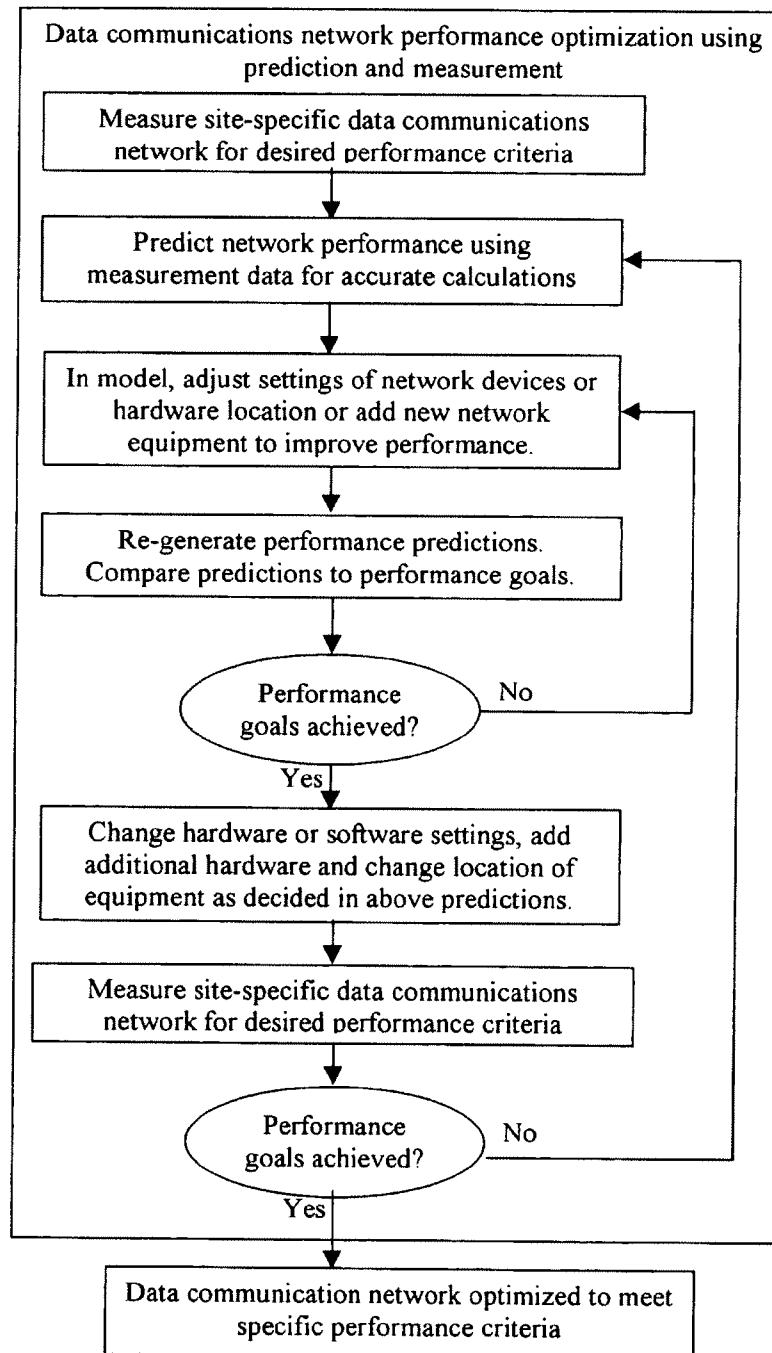 Data communications network performance optimization using
prediction and measurement
Measure site-specific data communications
network for desired performance criteria
Predict network performance using
measurement data for accurate calculations
In model, adjust settings of network devices or
hardware location or add new network
equipment to improve performance.
Re-generate performance predictions.
Compare predictions to performance goals.
Performance
goals achieved?
No
Yes
Change hardware or software settings, add
additional hardware and change location of
equipment as decided in above predictions.
Measure site-specific data communications
network for desired performance criteria
Performance
goals achieved?
No
Yes
Data communication network optimized to meet
specific performance criteria